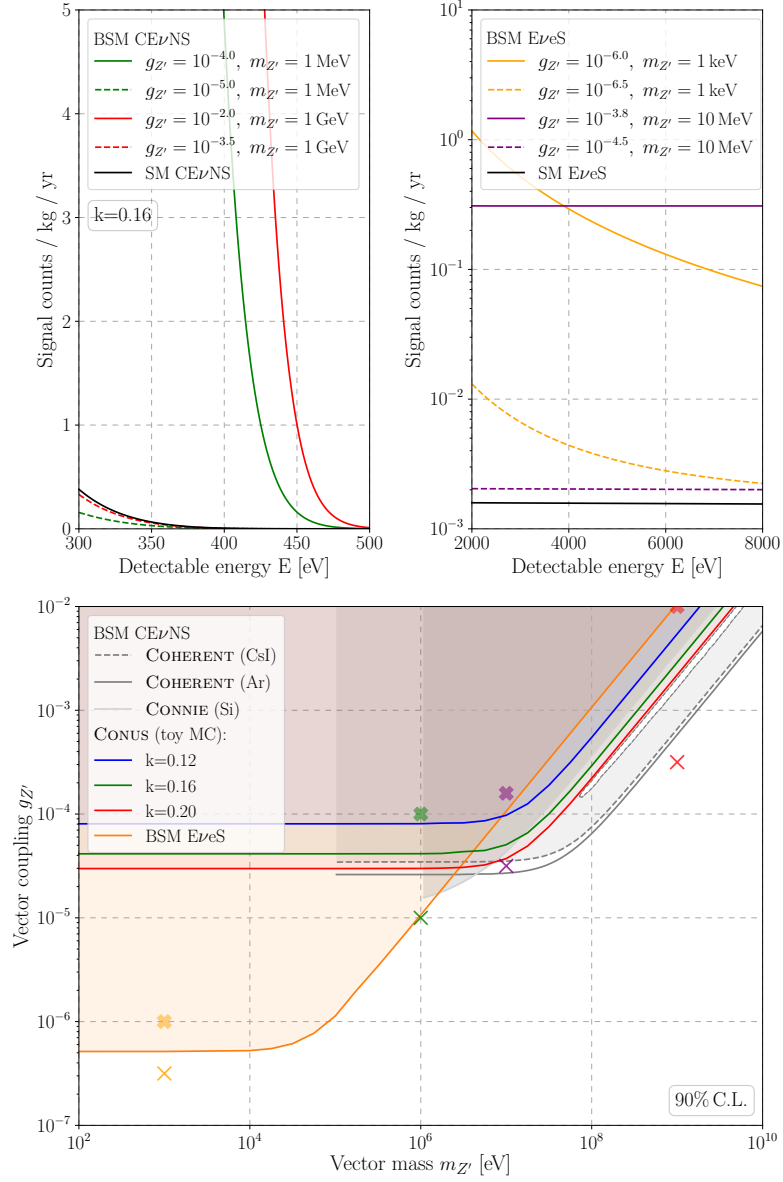 BSM CEνNS
g_{Z'} = 10^{-4.0}, m_{Z'} = 1 MeV
g_{Z'} = 10^{-5.0}, m_{Z'} = 1 MeV
g_{Z'} = 10^{-2.0}, m_{Z'} = 1 GeV
g_{Z'} = 10^{-3.5}, m_{Z'} = 1 GeV
SM CEνNS
k=0.16
Signal counts / kg / yr
5
4
3
2
1
0
300 350 400 450 500
Detectable energy E [eV]
BSM EνeS
g_{Z'} = 10^{-6.0}, m_{Z'} = 1 keV
g_{Z'} = 10^{-6.5}, m_{Z'} = 1 keV
g_{Z'} = 10^{-3.8}, m_{Z'} = 10 MeV
g_{Z'} = 10^{-4.5}, m_{Z'} = 10 MeV
SM EνeS
Signal counts / kg / yr
10^{1}
10^{0}
10^{-1}
10^{-2}
10^{-3}
2000 4000 6000 8000
Detectable energy E [eV]
BSM CEνNS
COHERENT (CsI)
COHERENT (Ar)
CONNIE (Si)
CONUS (toy MC):
k=0.12
k=0.16
k=0.20
BSM EνeS
90% C.L.
Vector coupling g_{Z'}
10^{-2}
10^{-3}
10^{-4}
10^{-5}
10^{-6}
10^{-7}
10^{2} 10^{4} 10^{6} 10^{8} 10^{10}
Vector mass m_{Z'} [eV]